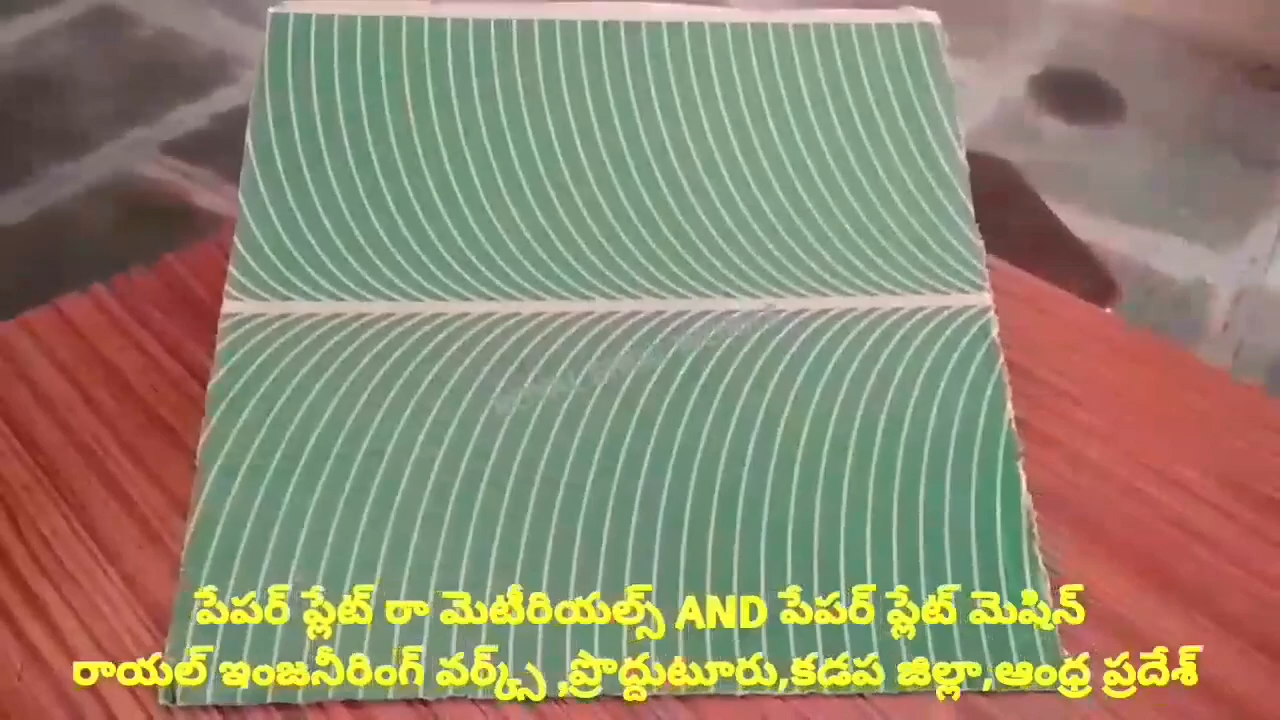 పేపర్ ప్లేట్ రా మెటీరియల్స్ AND పేపర్ ప్లేట్ మెషిన్
రాయల్ ఇంజనీరింగ్ వర్క్స్ ,ప్రొద్దుటూరు,కడప జిల్లా,ఆంధ్ర ప్రదేశ్